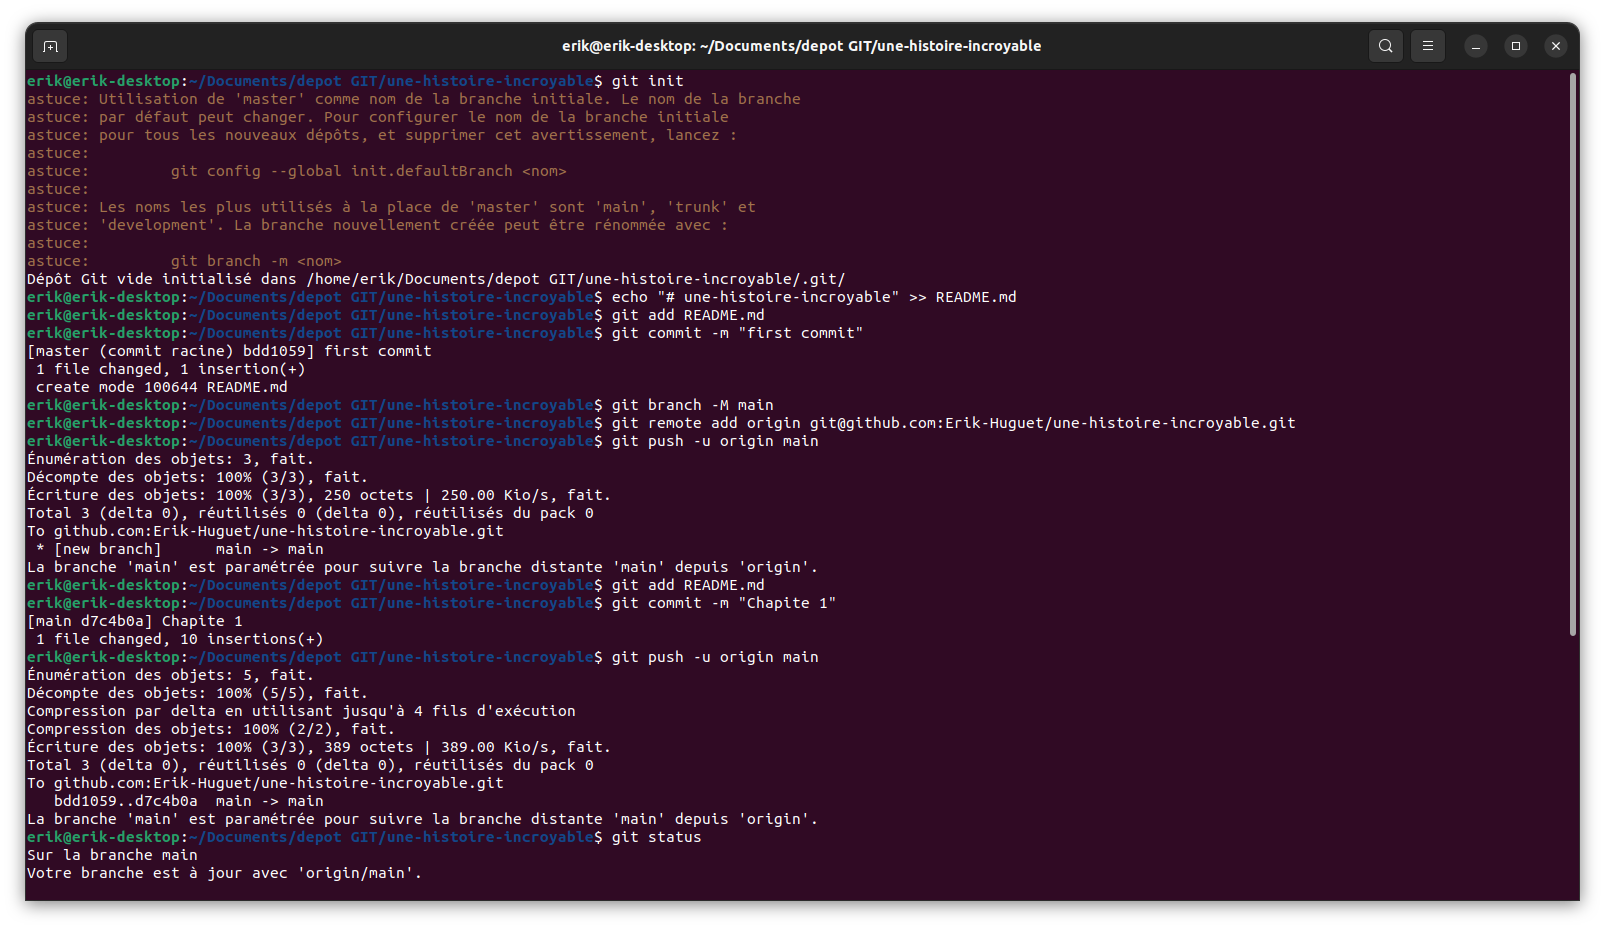 erik@erik-desktop: ~/Documents/depot GIT/une-histoire-incroyable
erik@erik-desktop:~/Documents/depot GIT/une-histoire-incroyable$ git init
astuce: Utilisation de 'master' comme nom de la branche initiale. Le nom de la branche
astuce: par défaut peut changer. Pour configurer le nom de la branche initiale
astuce: pour tous les nouveaux dépôts, et supprimer cet avertissement, lancez :
astuce:
astuce:         git config --global init.defaultBranch <nom>
astuce:
astuce: Les noms les plus utilisés à la place de 'master' sont 'main', 'trunk' et
astuce: 'development'. La branche nouvellement créée peut être rénommée avec :
astuce:
astuce:         git branch -m <nom>
Dépôt Git vide initialisé dans /home/erik/Documents/depot GIT/une-histoire-incroyable/.git/
erik@erik-desktop:~/Documents/depot GIT/une-histoire-incroyable$ echo "# une-histoire-incroyable" >> README.md
erik@erik-desktop:~/Documents/depot GIT/une-histoire-incroyable$ git add README.md
erik@erik-desktop:~/Documents/depot GIT/une-histoire-incroyable$ git commit -m "first commit"
[master (commit racine) bdd1059] first commit
 1 file changed, 1 insertion(+)
 create mode 100644 README.md
erik@erik-desktop:~/Documents/depot GIT/une-histoire-incroyable$ git branch -M main
erik@erik-desktop:~/Documents/depot GIT/une-histoire-incroyable$ git remote add origin git@github.com:Erik-Huguet/une-histoire-incroyable.git
erik@erik-desktop:~/Documents/depot GIT/une-histoire-incroyable$ git push -u origin main
Énumération des objets: 3, fait.
Décompte des objets: 100% (3/3), fait.
Écriture des objets: 100% (3/3), 250 octets | 250.00 Kio/s, fait.
Total 3 (delta 0), réutilisés 0 (delta 0), réutilisés du pack 0
To github.com:Erik-Huguet/une-histoire-incroyable.git
 * [new branch]      main -> main
La branche 'main' est paramétrée pour suivre la branche distante 'main' depuis 'origin'.
erik@erik-desktop:~/Documents/depot GIT/une-histoire-incroyable$ git add README.md
erik@erik-desktop:~/Documents/depot GIT/une-histoire-incroyable$ git commit -m "Chapite 1"
[main d7c4b0a] Chapite 1
 1 file changed, 10 insertions(+)
erik@erik-desktop:~/Documents/depot GIT/une-histoire-incroyable$ git push -u origin main
Énumération des objets: 5, fait.
Décompte des objets: 100% (5/5), fait.
Compression par delta en utilisant jusqu'à 4 fils d'exécution
Compression des objets: 100% (2/2), fait.
Écriture des objets: 100% (3/3), 389 octets | 389.00 Kio/s, fait.
Total 3 (delta 0), réutilisés 0 (delta 0), réutilisés du pack 0
To github.com:Erik-Huguet/une-histoire-incroyable.git
   bdd1059..d7c4b0a  main -> main
La branche 'main' est paramétrée pour suivre la branche distante 'main' depuis 'origin'.
erik@erik-desktop:~/Documents/depot GIT/une-histoire-incroyable$ git status
Sur la branche main
Votre branche est à jour avec 'origin/main'.